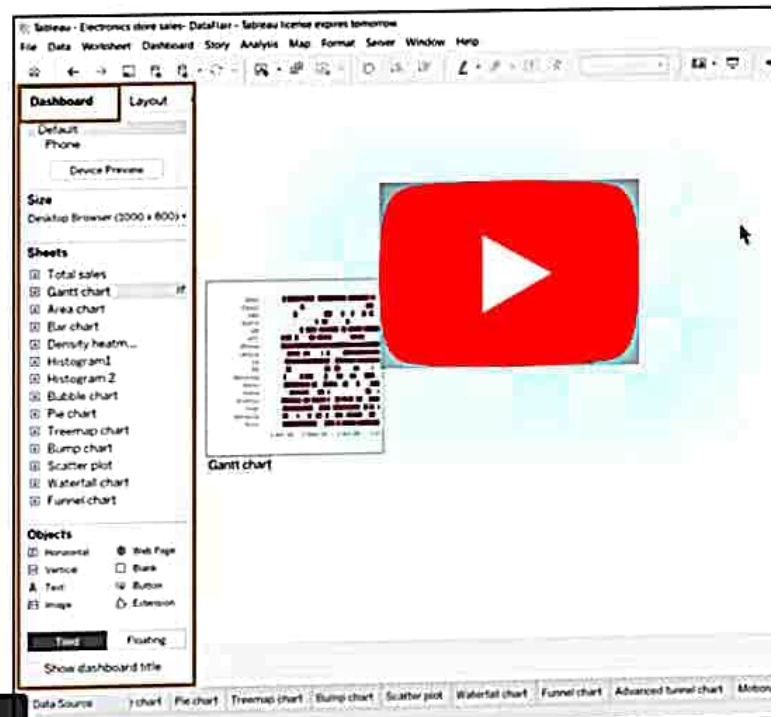 Tableau - Electronics store sales- DataFlair - Tableau license expires tomorrow
File Data Worksheet Dashboard Story Analysis Map Format Server Window Help
Dashboard Layout
Default
Phone
Device Preview
Size
Desktop Browser (1000 x 800)
Sheets
Total sales
Gantt chart
Area chart
Bar chart
Density heatm...
Histogram1
Histogram 2
Bubble chart
Pie chart
Treemap chart
Bump chart
Scatter plot
Waterfall chart
Funnel chart
Gantt chart
Objects
Horizontal Web Page
Vertical Blank
A Text Button
Image Extension
Tiled Floating
Show dashboard title
Data Source chart Pie chart Treemap chart Bump chart Scatter plot Waterfall chart Funnel chart Advanced funnel chart Motion